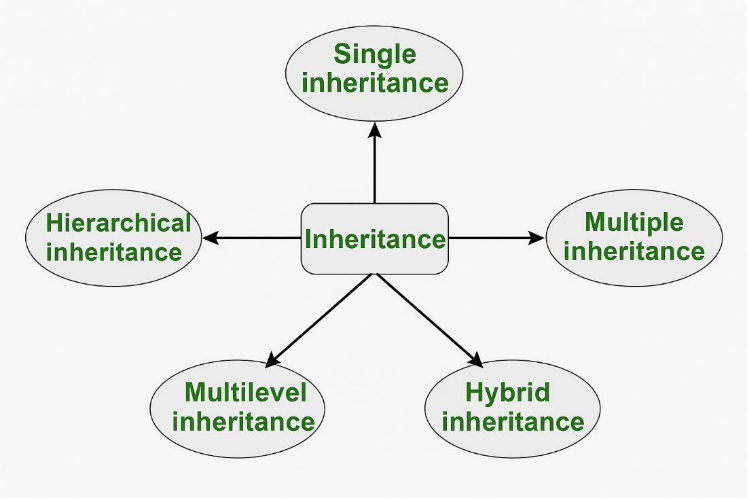 Single
inheritance
Hierarchical
inheritance
Inheritance
Multiple
inheritance
Multilevel
inheritance
Hybrid
inheritance